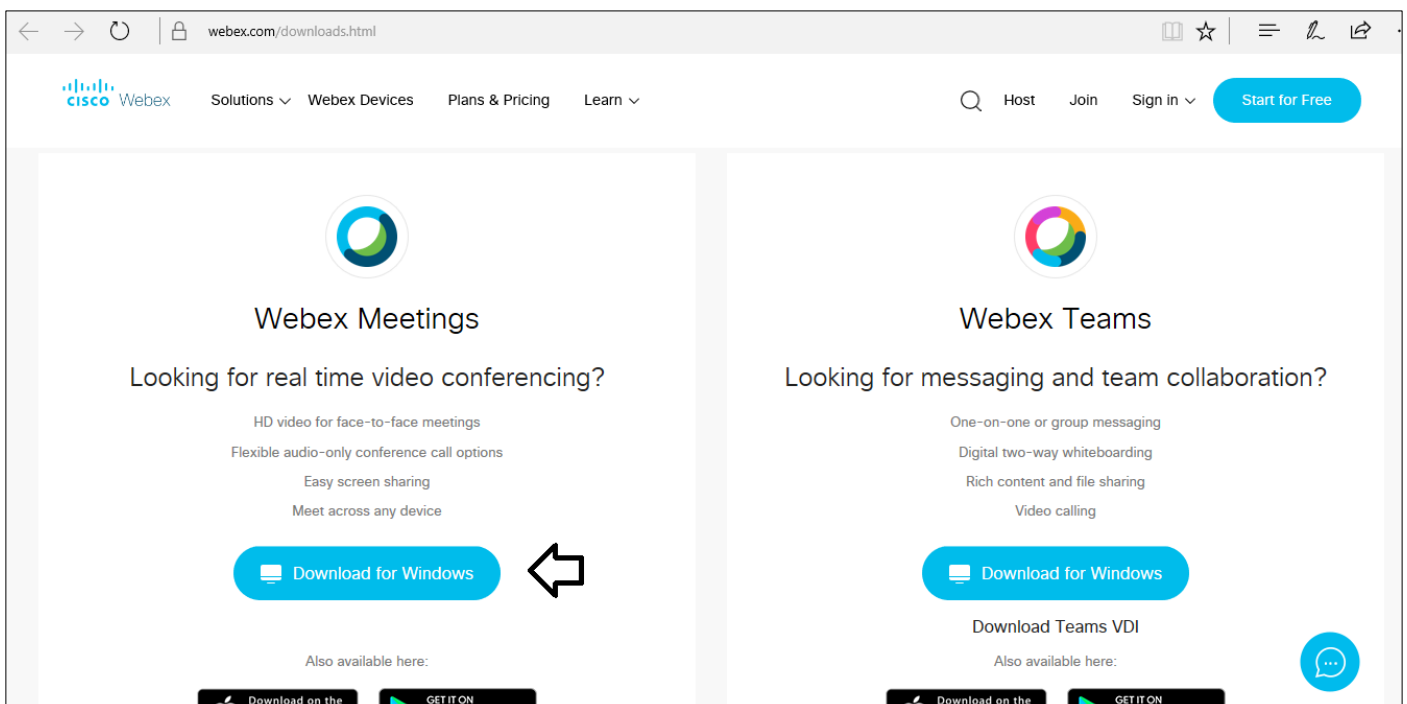 webex.com/downloads.html
CISCO Webex Solutions Webex Devices Plans & Pricing Learn Host Join Sign in Start for Free
Webex Meetings
Looking for real time video conferencing?
HD video for face-to-face meetings
Flexible audio-only conference call options
Easy screen sharing
Meet across any device
Download for Windows
Also available here:
Download on the
GET IT ON
Webex Teams
Looking for messaging and team collaboration?
One-on-one or group messaging
Digital two-way whiteboarding
Rich content and file sharing
Video calling
Download for Windows
Download Teams VDI
Also available here:
Download on the
GET IT ON